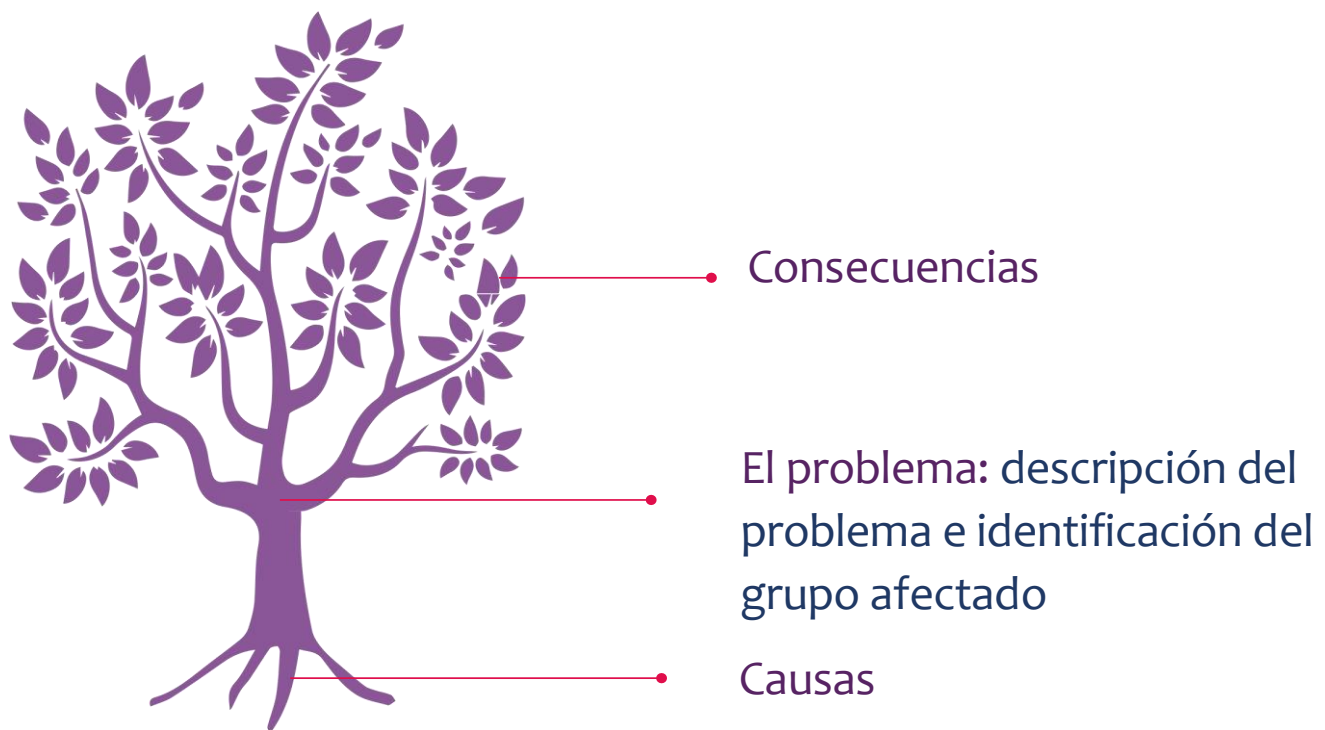 Consecuencias
El problema: descripción del
problema e identificación del
grupo afectado
Causas